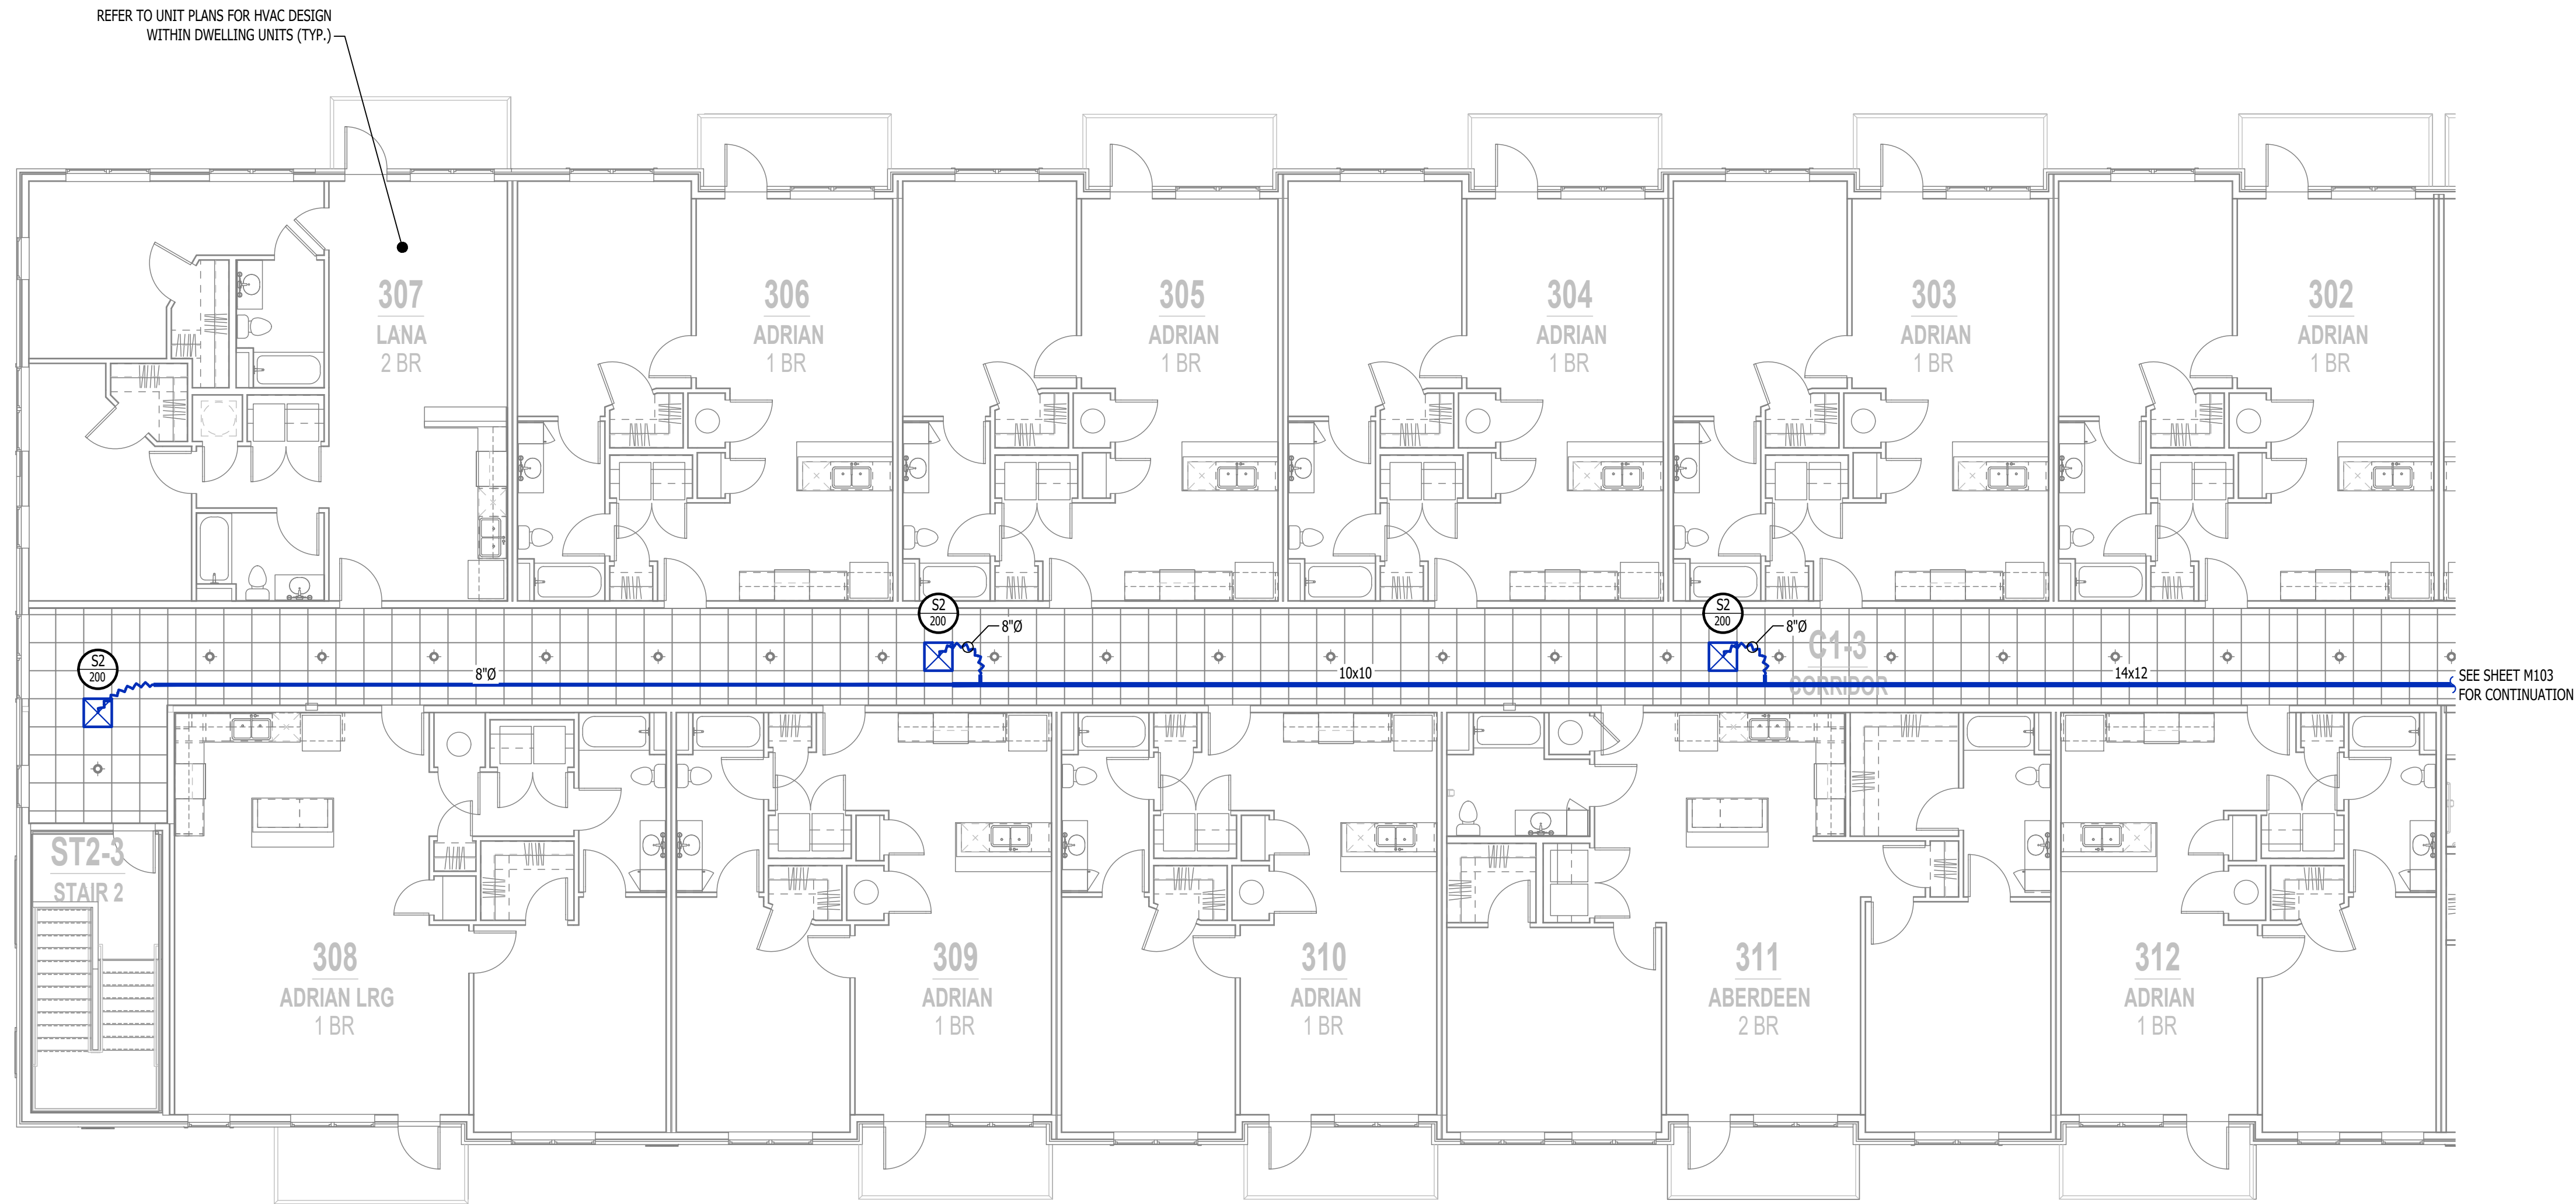 REFER TO UNIT PLANS FOR HVAC DESIGN
WITHIN DWELLING UNITS (TYP.)
307
LANA
2 BR
306
ADRIAN
1 BR
305
ADRIAN
1 BR
304
ADRIAN
1 BR
303
ADRIAN
1 BR
302
ADRIAN
1 BR
S2
200
8"Ø
S2
200
8"Ø
S2
200
8"Ø
10x10
C1-3
CORRIDOR
14x12
SEE SHEET M103
FOR CONTINUATION
ST2-3
STAIR 2
308
ADRIAN LRG
1 BR
309
ADRIAN
1 BR
310
ADRIAN
1 BR
311
ABERDEEN
2 BR
312
ADRIAN
1 BR